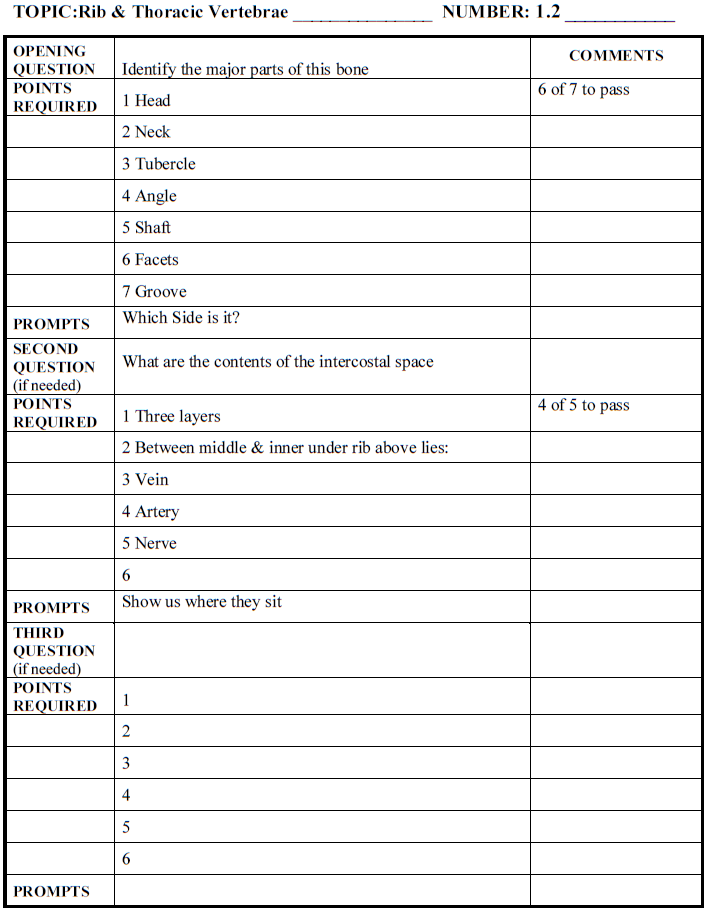 TOPIC:Rib & Thoracic Vertebrae ________________ NUMBER: 1.2 ____________
OPENING QUESTION Identify the major parts of this bone COMMENTS
POINTS REQUIRED 1 Head 6 of 7 to pass
2 Neck
3 Tubercle
4 Angle
5 Shaft
6 Facets
7 Groove
PROMPTS Which Side is it?
SECOND QUESTION (if needed) What are the contents of the intercostal space
POINTS REQUIRED 1 Three layers 4 of 5 to pass
2 Between middle & inner under rib above lies:
3 Vein
4 Artery
5 Nerve
6
PROMPTS Show us where they sit
THIRD QUESTION (if needed)
POINTS REQUIRED 1
2
3
4
5
6
PROMPTS